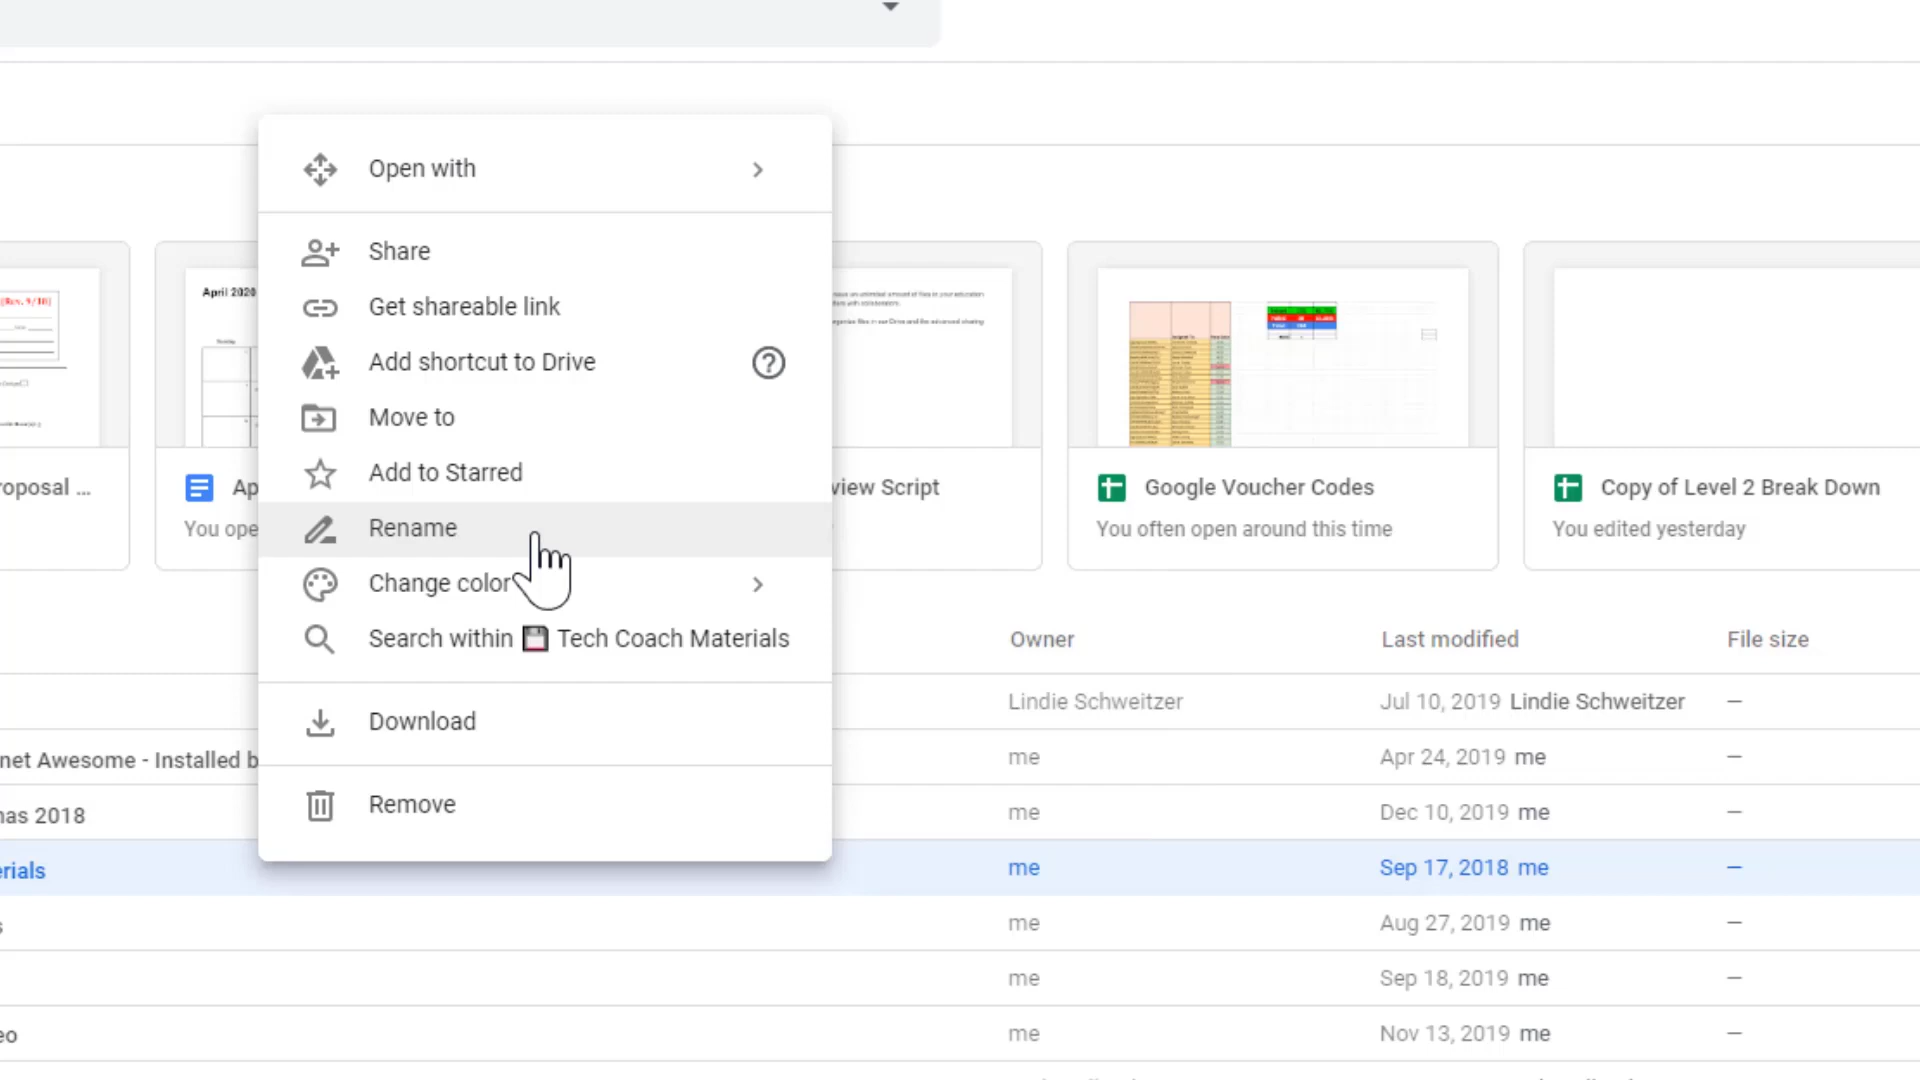 Open with
Share
Get shareable link
Add shortcut to Drive
Move to
Add to Starred
Rename
Change color
Search within 💾 Tech Coach Materials
Download
Remove
(Rev. 9/18)
April 2020
roposal ...
Ap
You ope
view Script
Google Voucher Codes
You often open around this time
Copy of Level 2 Break Down
You edited yesterday
Owner Last modified File size
Lindie Schweitzer Jul 10, 2019 Lindie Schweitzer —
net Awesome - Installed b me Apr 24, 2019 me —
nas 2018 me Dec 10, 2019 me —
erials me Sep 17, 2018 me —
s me Aug 27, 2019 me —
me Sep 18, 2019 me —
eo me Nov 13, 2019 me —